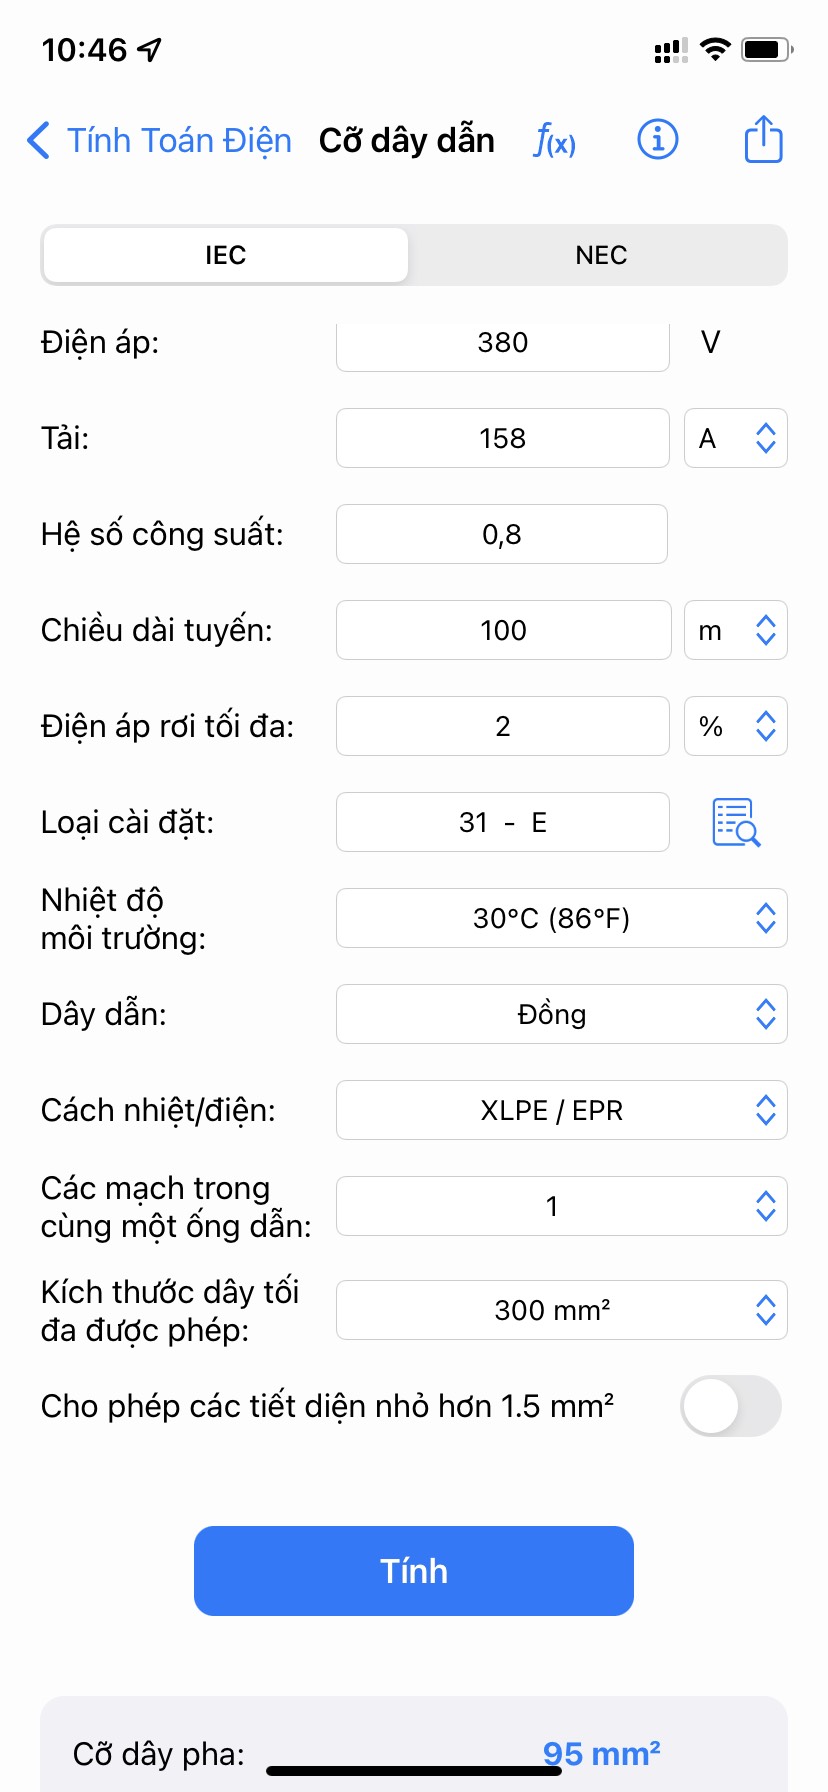 10:46
Tính Toán Điện Cỡ dây dẫn f(x)
IEC NEC
Điện áp: 380 V
Tải: 158 A
Hệ số công suất: 0,8
Chiều dài tuyến: 100 m
Điện áp rơi tối đa: 2 %
Loại cài đặt: 31 - E
Nhiệt độ
môi trường: 30°C (86°F)
Dây dẫn: Đồng
Cách nhiệt/điện: XLPE / EPR
Các mạch trong
cùng một ống dẫn: 1
Kích thước dây tối
đa được phép: 300 mm²
Cho phép các tiết diện nhỏ hơn 1.5 mm²
Tính
Cỡ dây pha: 95 mm²